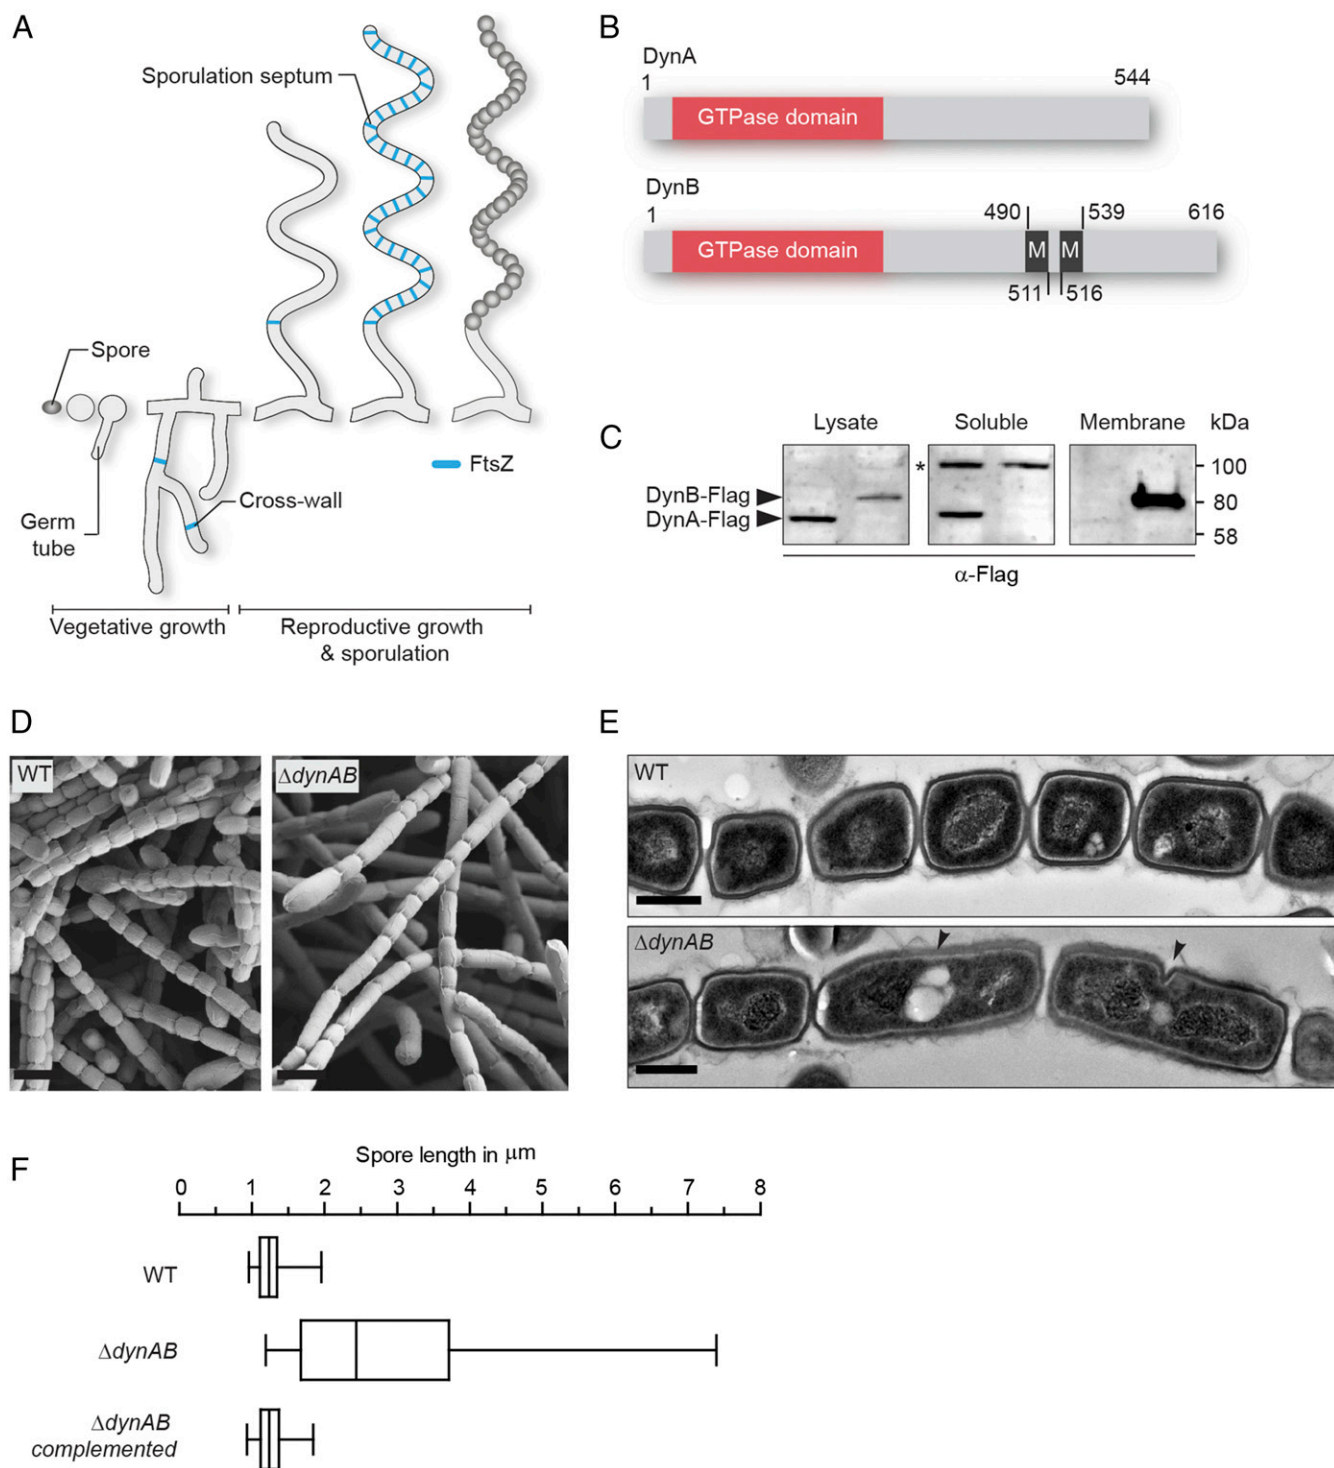 A
Sporulation septum
Spore
FtsZ
Cross-wall
Germ
tube
Vegetative growth
Reproductive growth
& sporulation
B
DynA
1
544
GTPase domain
DynB
1
490
539
616
GTPase domain
M
M
511
516
C
Lysate
Soluble
Membrane
kDa
*
100
DynB-Flag
80
DynA-Flag
58
α-Flag
D
WT
ΔdynAB
E
WT
ΔdynAB
F
Spore length in μm
0 1 2 3 4 5 6 7 8
WT
ΔdynAB
ΔdynAB
complemented